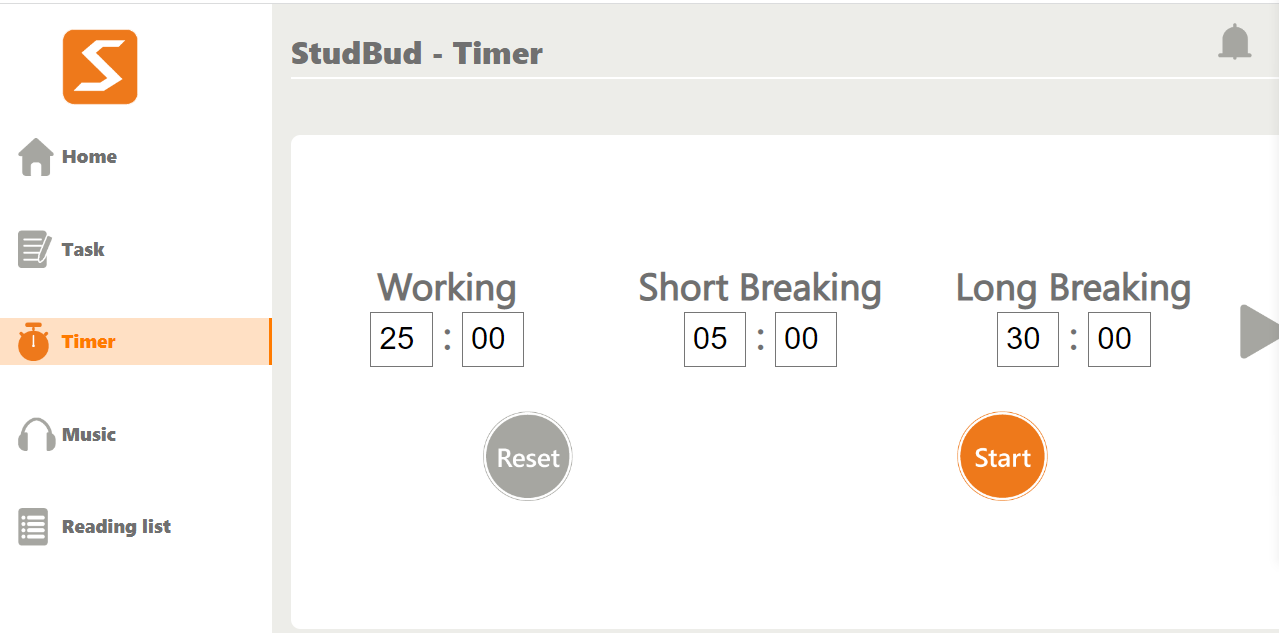 StudBud - Timer
Home
Task
Timer
Music
Reading list
Working Short Breaking Long Breaking
25 : 00 05 : 00 30 : 00
Reset Start